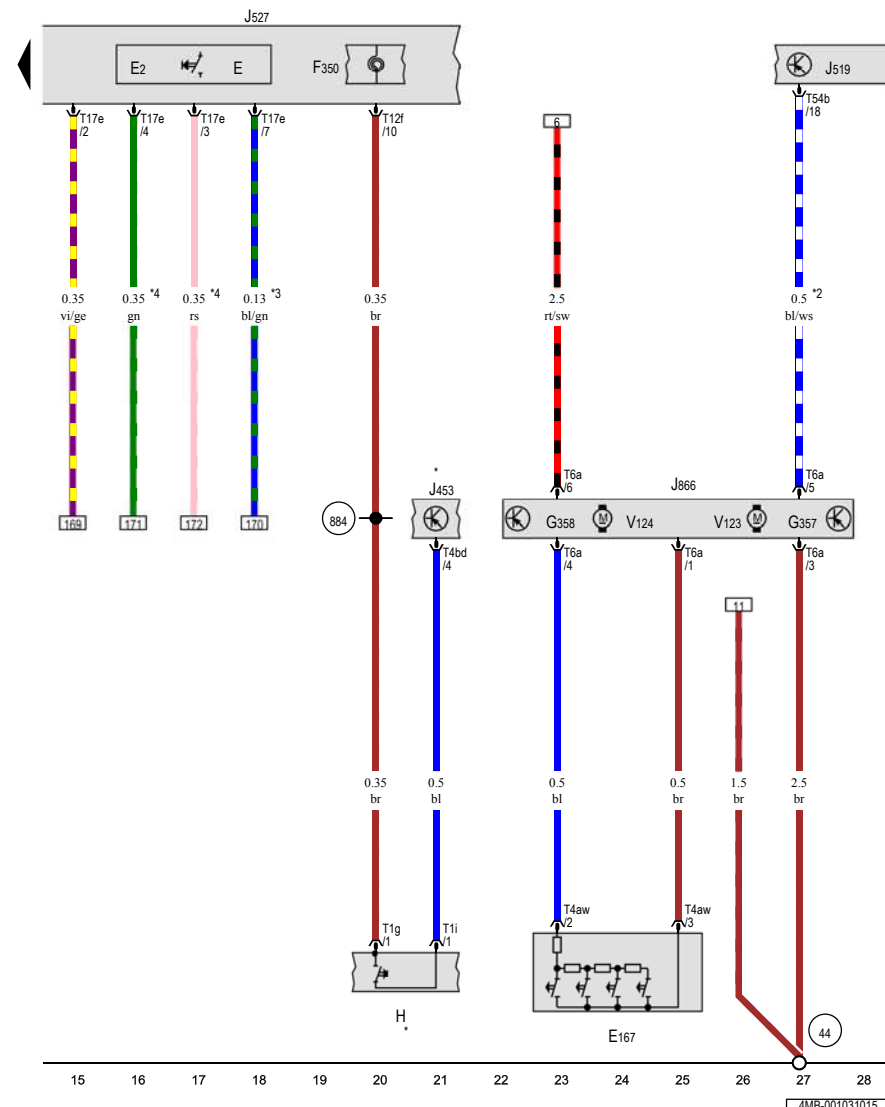 J527
E2 E F350 J519
T17e /2 T17e /4 T17e /3 T17e /7 T12f /10 T54b /18
6
0.35 vi/ge
0.35 *4 gn
0.35 *4 rs
0.13 *3 bl/gn
0.35 br
2.5 rt/sw
0.5 *2 bl/ws
T6a /6 J866 T6a /5
*
J453
169 171 172 170 884
G358 M V124 V123 M G357
T4bd /4 T6a /4 T6a /1 T6a /3
11
0.35 br
0.5 bl
0.5 bl
0.5 br
1.5 br
2.5 br
T4aw /2 T4aw /3
T1g /1 T1i /1
H
*
E167
44
15 16 17 18 19 20 21 22 23 24 25 26 27 28
4MB-001031015